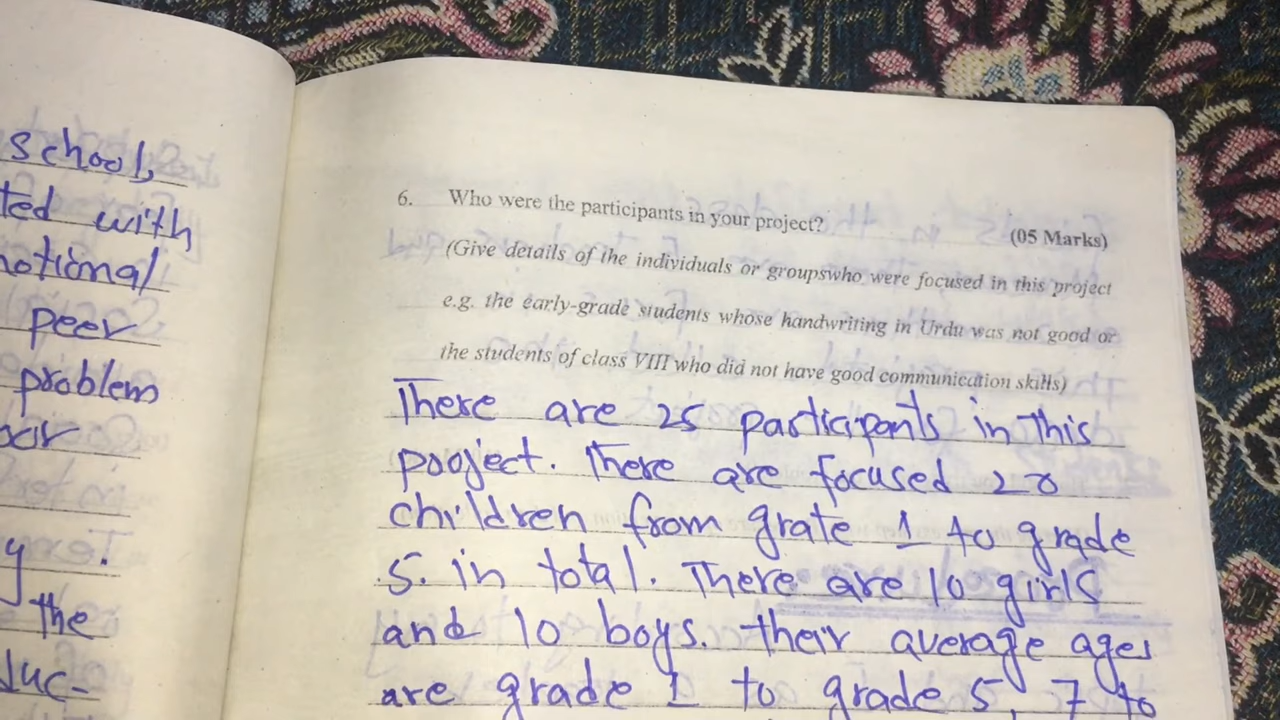 school,
ted with
notional
peer
problem
y.
the
duc-
6. Who were the participants in your project? (05 Marks)
(Give details of the individuals or groupswho were focused in this project
e.g. the early-grade students whose handwriting in Urdu was not good or
the students of class VIII who did not have good communication skills)
There are 25 participants in this
pooject. There are focused 20
children from grate 1 to grade
5. in total. There are 10 girls
and 10 boys. their average ages
are grade 1 to grade 5, 7 to